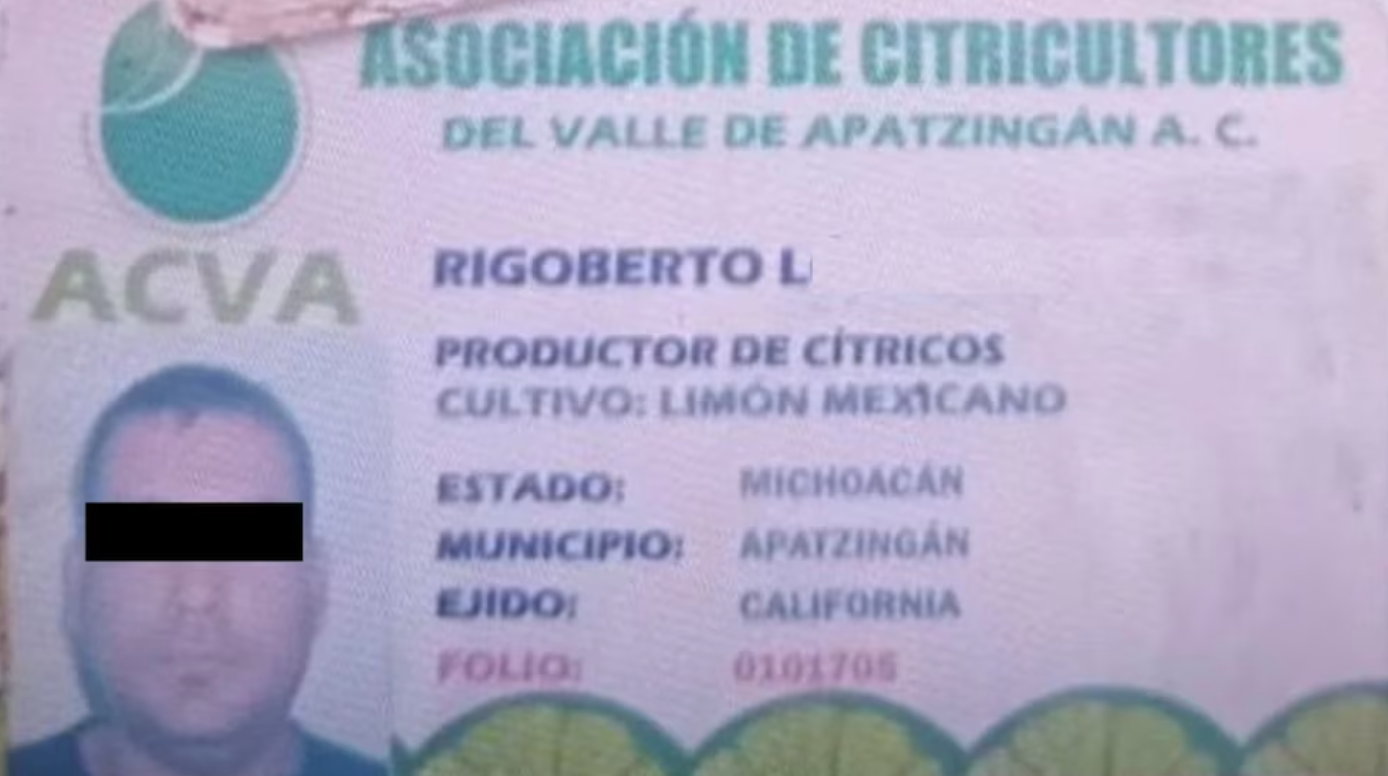 ASOCIACIÓN DE CITRICULTORES
DEL VALLE DE APATZINGÁN A. C.
ACVA
RIGOBERTO L
PRODUCTOR DE CÍTRICOS
CULTIVO: LIMÓN MEXICANO
ESTADO: MICHOACÁN
MUNICIPIO: APATZINGÁN
EJIDO: CALIFORNIA
FOLIO: 0101705